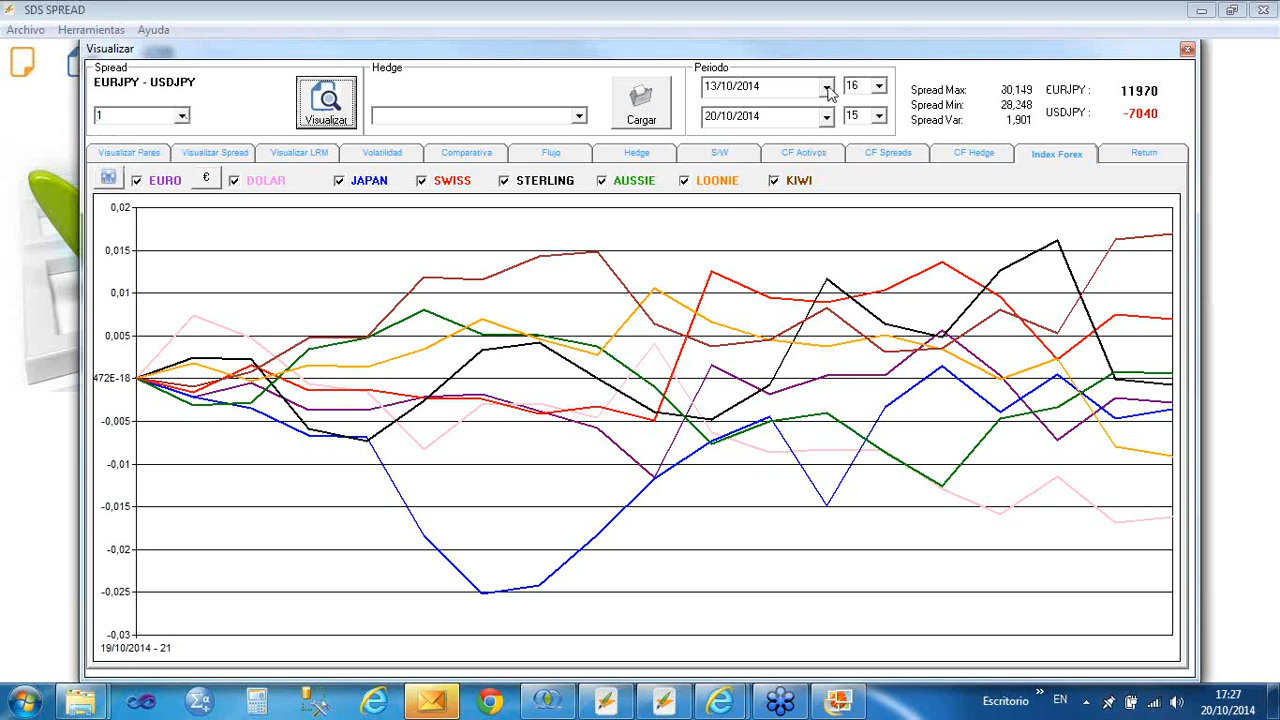 SDS SPREAD
Archivo Herramientas Ayuda
Visualizar
Spread
EURJPY - USDJPY
1
Visualizar
Hedge
Cargar
Periodo
13/10/2014 16
20/10/2014 15
Spread Max: 30,149 EURJPY : 11970
Spread Min: 28,248
Spread Var: 1,901 USDJPY : -7040
Visualizar Pares Visualizar Spread Visualizar LRM Volatilidad Comparativa Flujo Hedge S/W CF Activos CF Spreads CF Hedge Index Forex Return
EURO € DOLAR JAPAN SWISS STERLING AUSSIE LOONIE KIWI
0,02
0,015
0,01
0,005
472E-18
-0,005
-0,01
-0,015
-0,02
-0,025
-0,03
19/10/2014 - 21
Escritorio » EN 17:27
20/10/2014